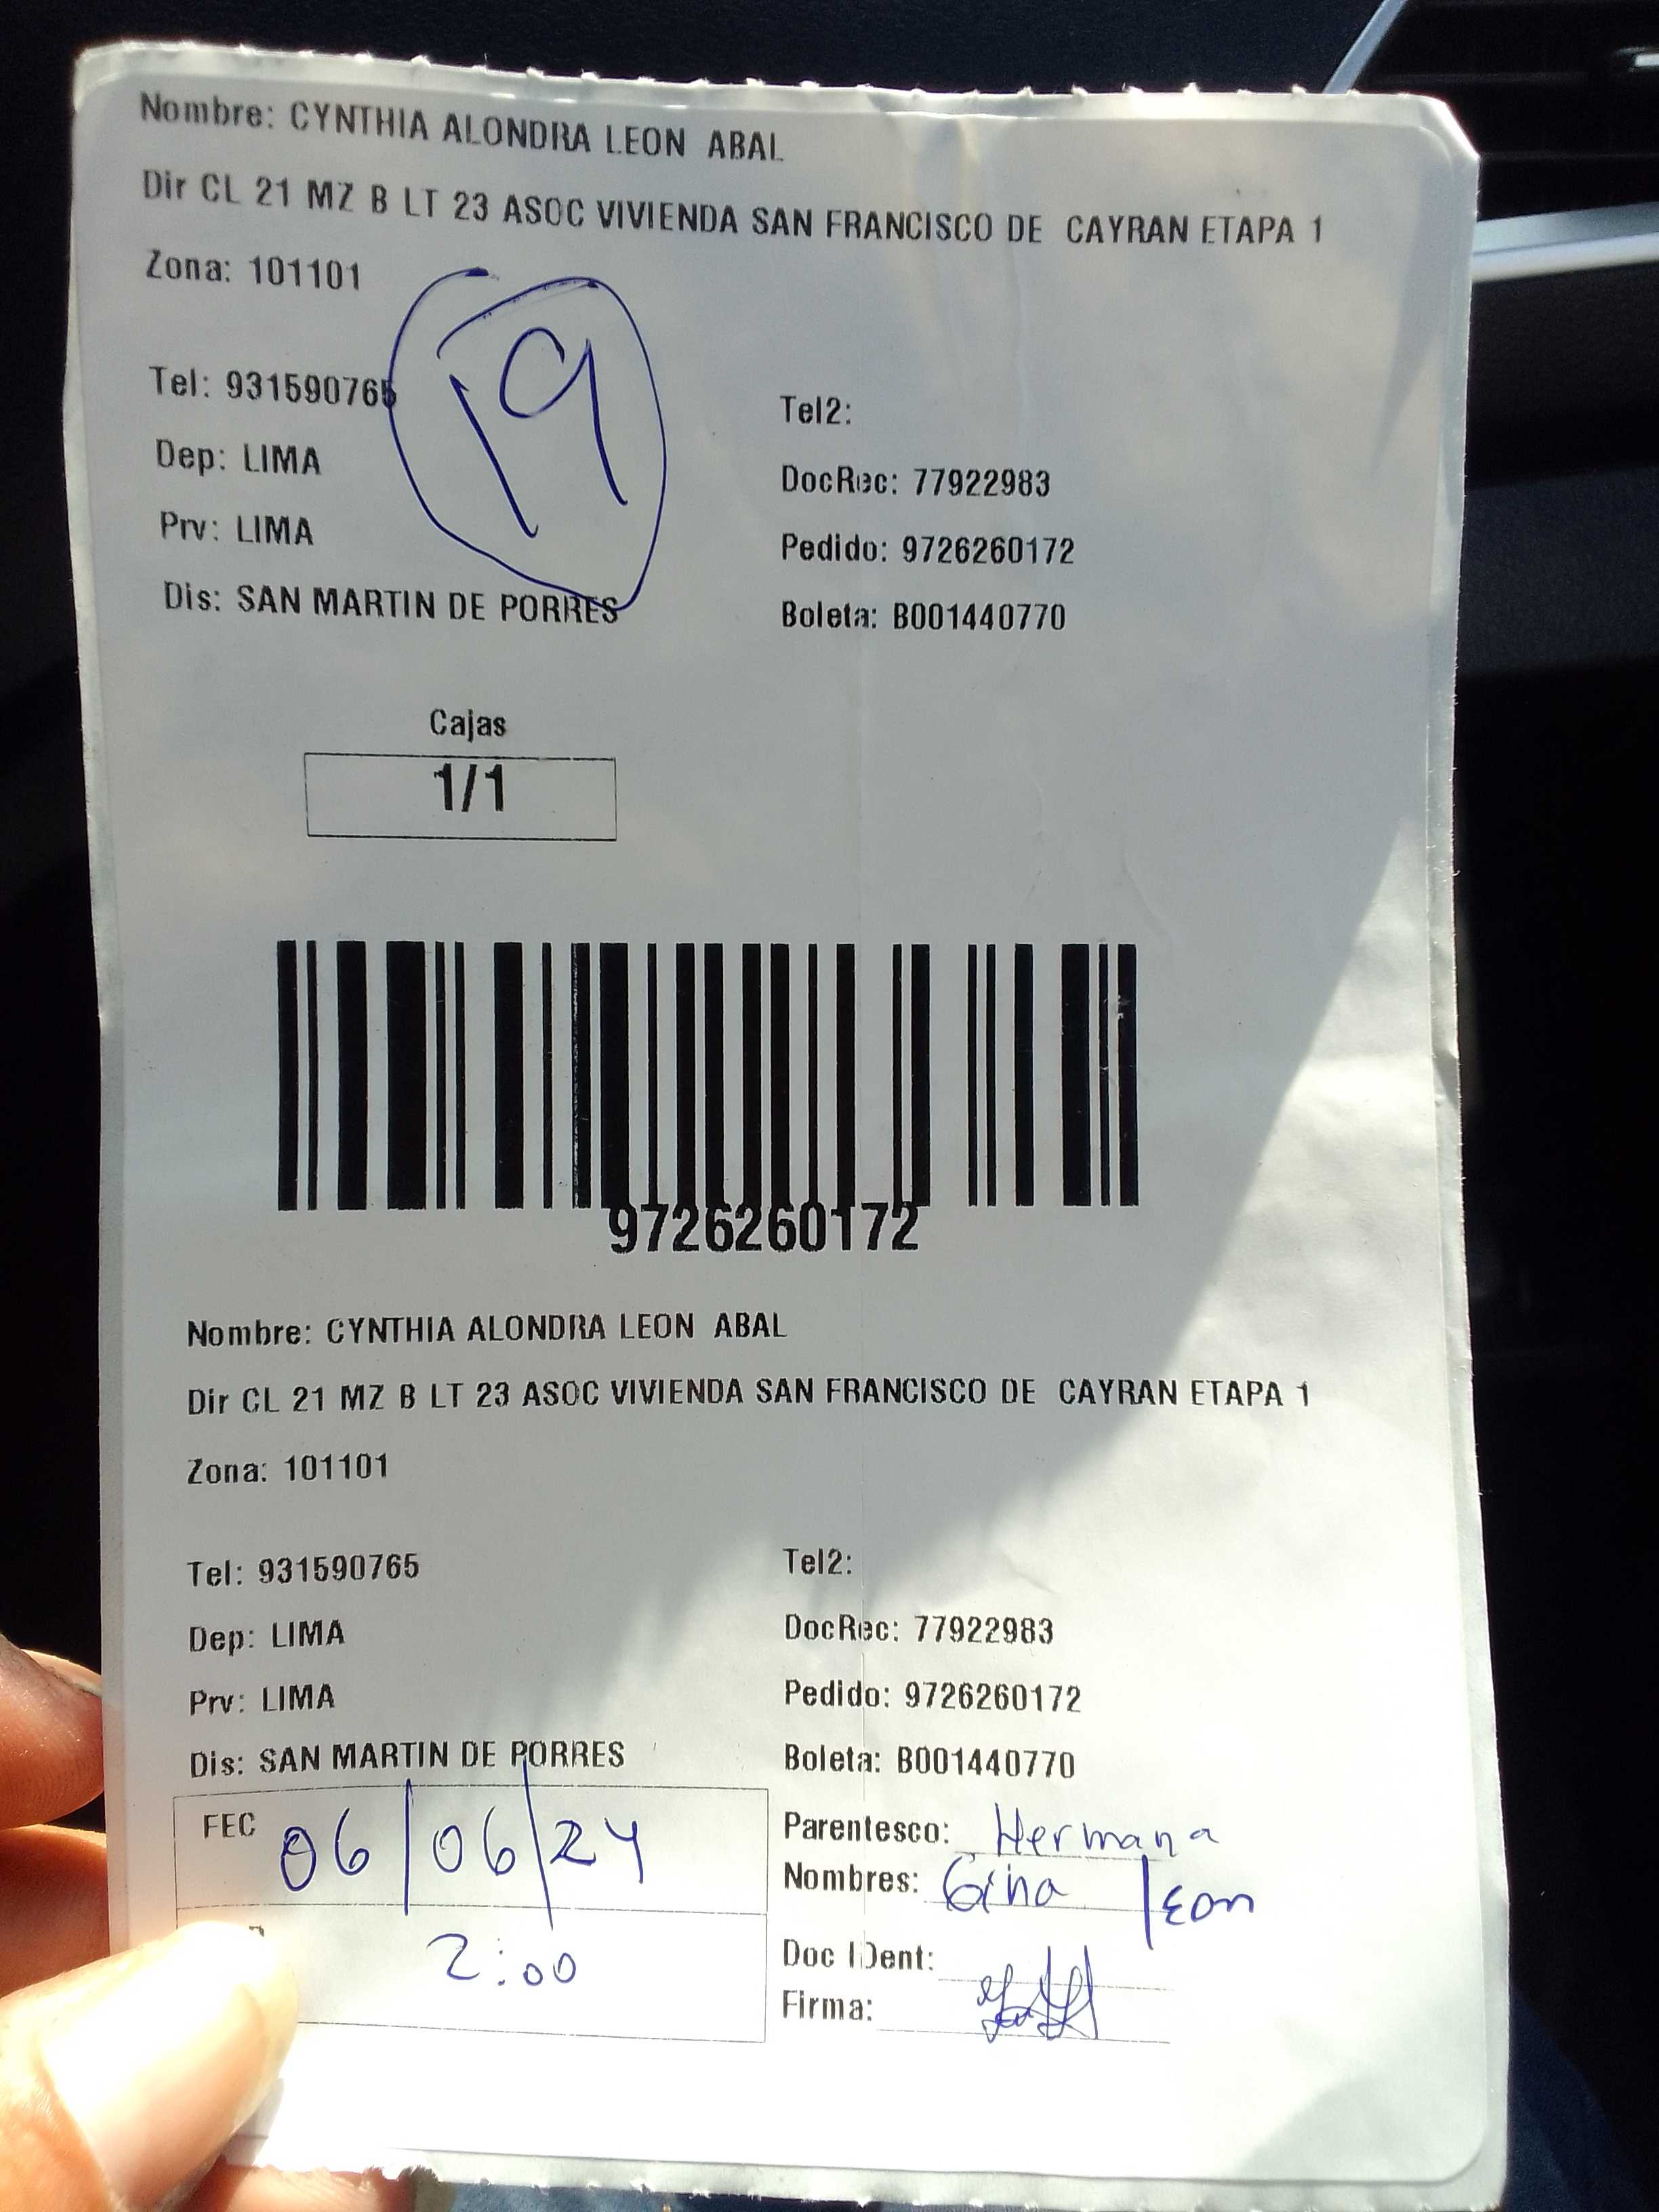 Nombre: CYNTHIA ALONDRA LEON ABAL
Dir CL 21 MZ B LT 23 ASOC VIVIENDA SAN FRANCISCO DE CAYRAN ETAPA 1
Zona: 101101
19
Tel: 931590765
Tel2:
Dep: LIMA
DocRec: 77922983
Prv: LIMA
Pedido: 9726260172
Dis: SAN MARTIN DE PORRES
Boleta: B001440770
Cajas
1/1
9726260172
Nombre: CYNTHIA ALONDRA LEON ABAL
Dir CL 21 MZ B LT 23 ASOC VIVIENDA SAN FRANCISCO DE CAYRAN ETAPA 1
Zona: 101101
Tel: 931590765
Tel2:
Dep: LIMA
DocRec: 77922983
Prv: LIMA
Pedido: 9726260172
Dis: SAN MARTIN DE PORRES
Boleta: B001440770
FEC 06/06/24
Parentesco: Hermana
Nombres: Gina leon
2:00
Doc IDent:
Firma: